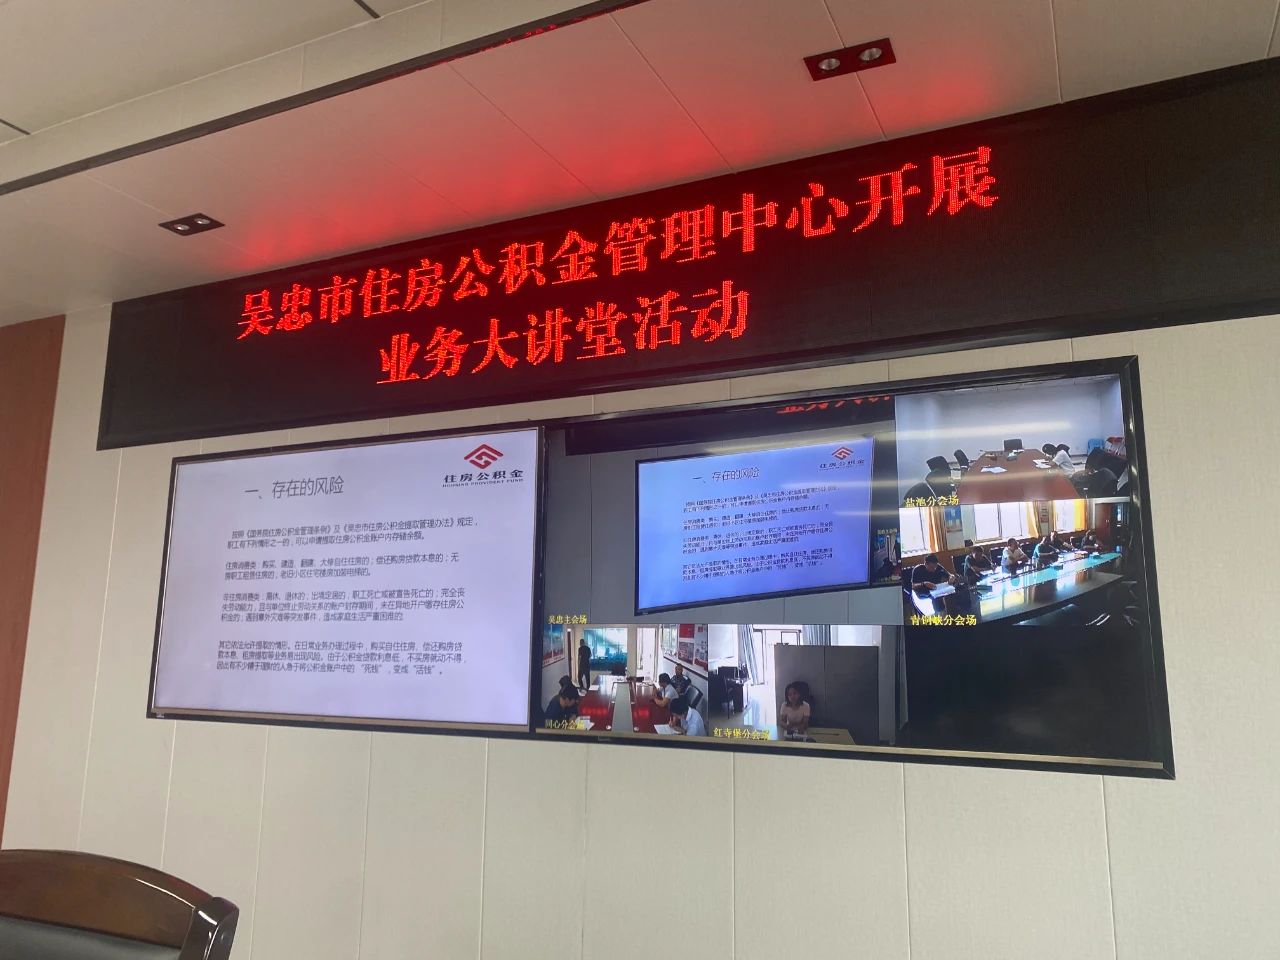 吴忠市住房公积金管理中心开展
业务大讲堂活动
住房公积金
HOUSING PROVIDENT FUND
一、存在的风险
按照《国务院住房公积金管理条例》及《吴忠市住房公积金提取管理办法》规定，
职工有下列情形之一的，可以申请提取住房公积金账户内存储余额。
住房消费类：购买、建造、翻建、大修自住住房的；偿还购房贷款本息的；无
房职工租赁住房的；老旧小区住宅楼房加装电梯的。
非住房消费类：离休、退休的；出境定居的；职工死亡或被宣告死亡的；完全丧
失劳动能力，且与单位终止劳动关系的账户封存期间，未在异地开户缴存住房公
积金的；遇到意外灾难等突发事件，造成家庭生活严重困难的
其它依法允许提取的情形。在日常业务办理过程中，购买自住住房、偿还购房贷
款本息、租房提取等业务易出现风险。由于公积金贷款利息低，不买房就动不得，
因此有不少精于理财的人急于将公积金账户中的“死钱”，变成“活钱”。
一、存在的风险
住房公积金
盐池分会场
吴忠主会场
青铜峡分会场
同心分会场
红寺堡分会场